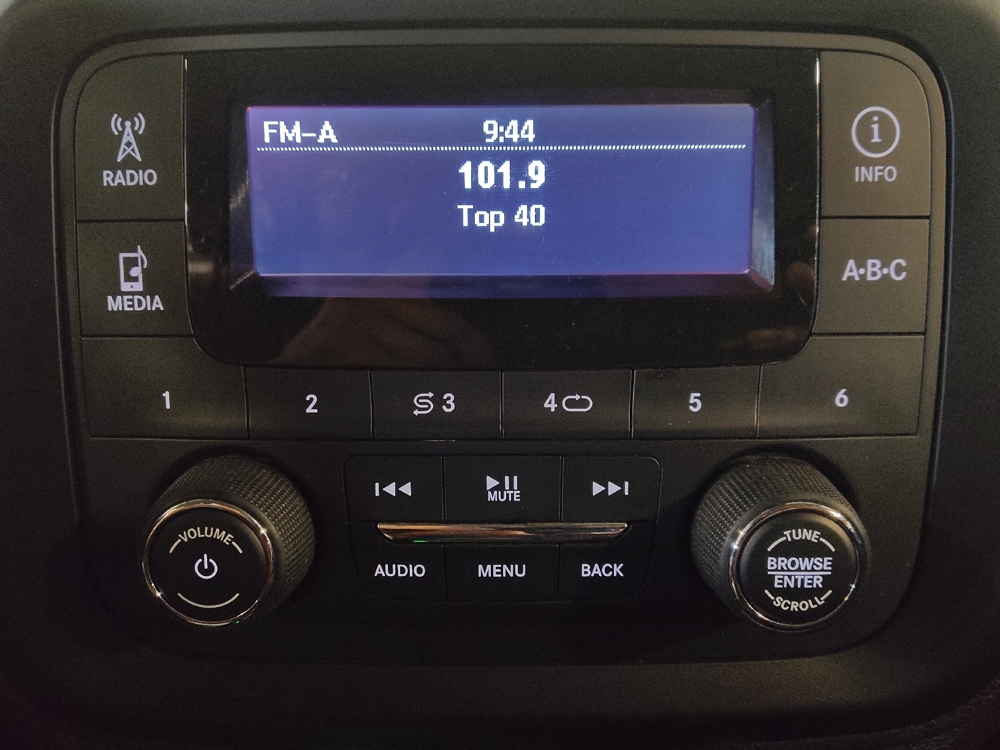 FM-A 9:44
101.9
Top 40
RADIO
INFO
MEDIA
A·B·C
1 2 3 4 5 6
MUTE
VOLUME
AUDIO MENU BACK
TUNE
BROWSE
ENTER
SCROLL